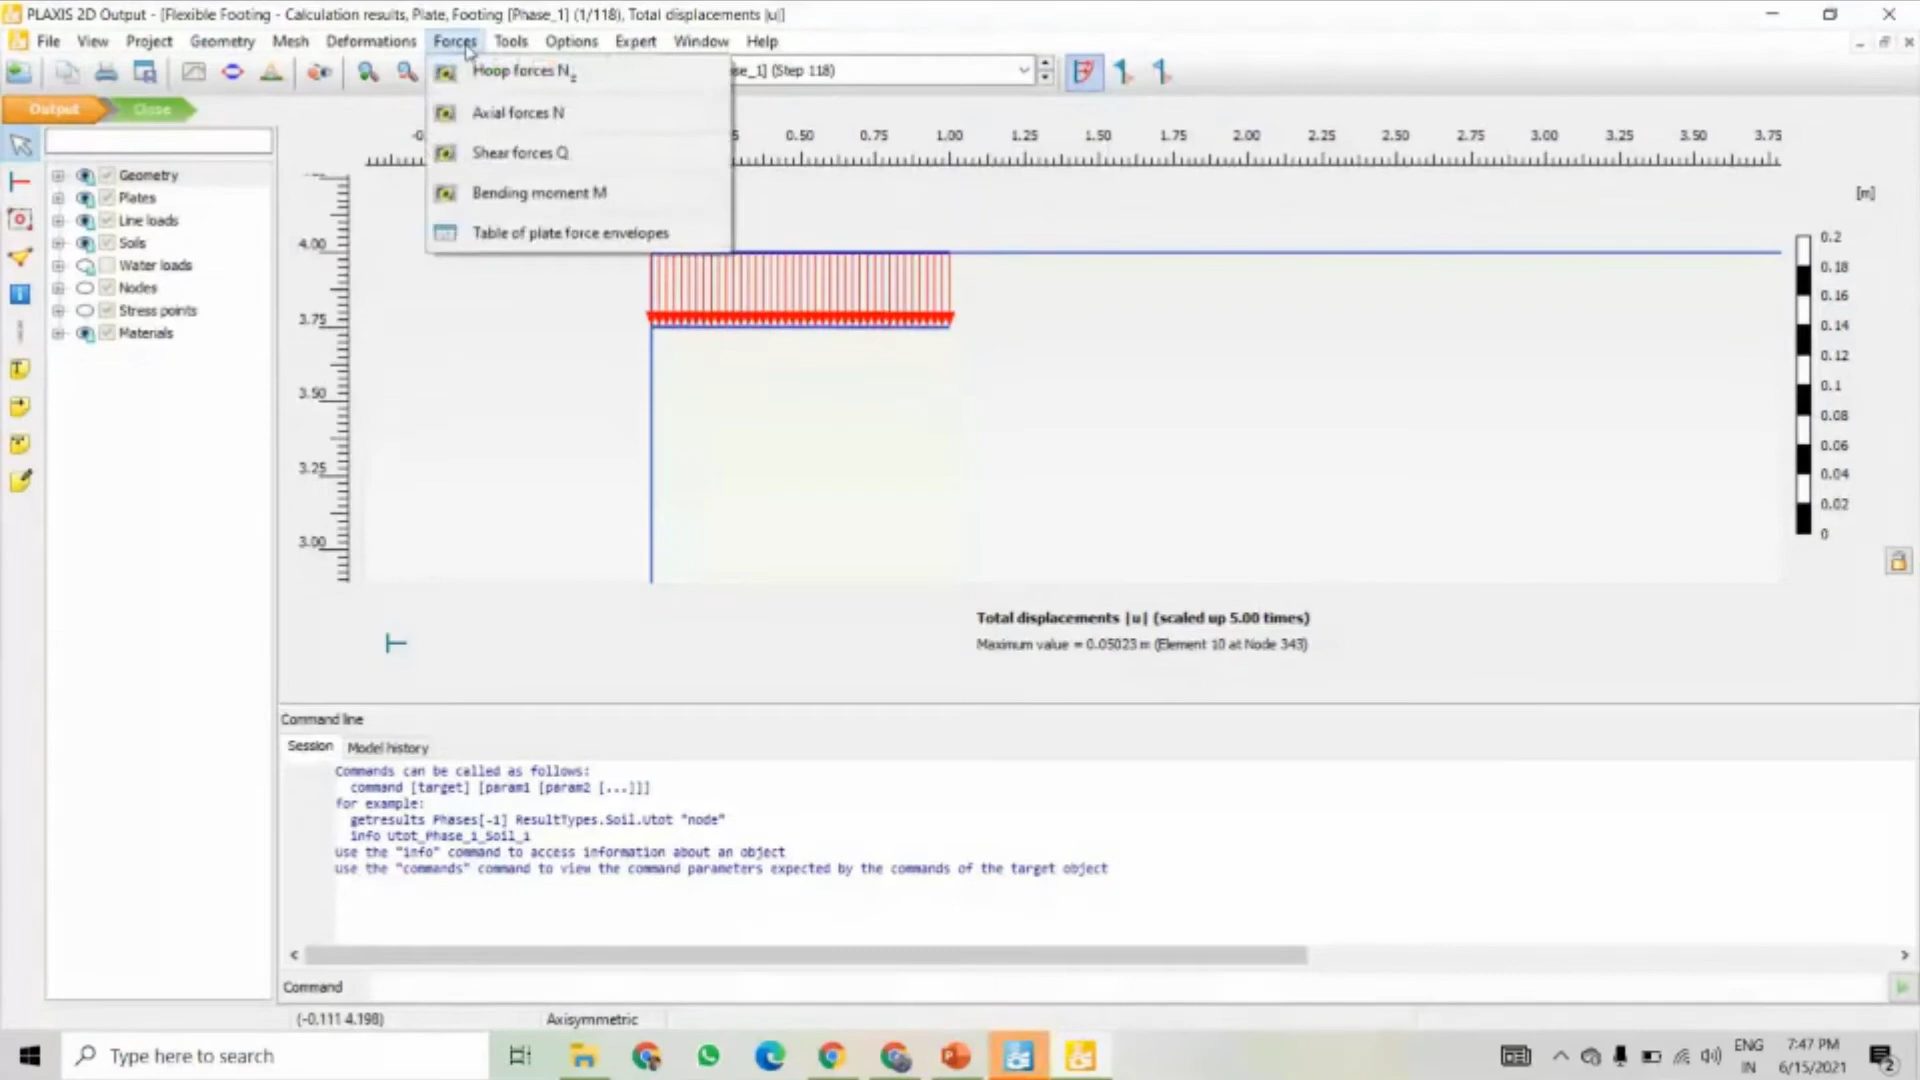 PLAXIS 2D Output - [Flexible Footing - Calculation results, Plate, Footing [Phase_1] (1/118), Total displacements |u|]
File View Project Geometry Mesh Deformations Forces Tools Options Expert Window Help
Hoop forces Nz
se_1] (Step 118)
Output Close
Axial forces N
Shear forces Q
Bending moment M
Table of plate force envelopes
-0 5 0.50 0.75 1.00 1.25 1.50 1.75 2.00 2.25 2.50 2.75 3.00 3.25 3.50 3.75
[m]
Geometry
Plates
Line loads
Soils
Water loads
Nodes
Stress points
Materials
4.00
3.75
3.50
3.25
3.00
0.2
0.18
0.16
0.14
0.12
0.1
0.08
0.06
0.04
0.02
0
Total displacements |u| (scaled up 5.00 times)
Maximum value = 0.05023 m (Element 10 at Node 343)
Command line
Session Model history
Commands can be called as follows:
command [target] [param1 [param2 [...]]]
for example:
getresults Phases[-1] ResultTypes.Soil.Utot "node"
info Utot_Phase_1_Soil_1
Use the "info" command to access information about an object
Use the "commands" command to view the command parameters expected by the commands of the target object
Command
(-0.111 4.198) Axisymmetric
Type here to search
ENG
IN
7:47 PM
6/15/2021
2